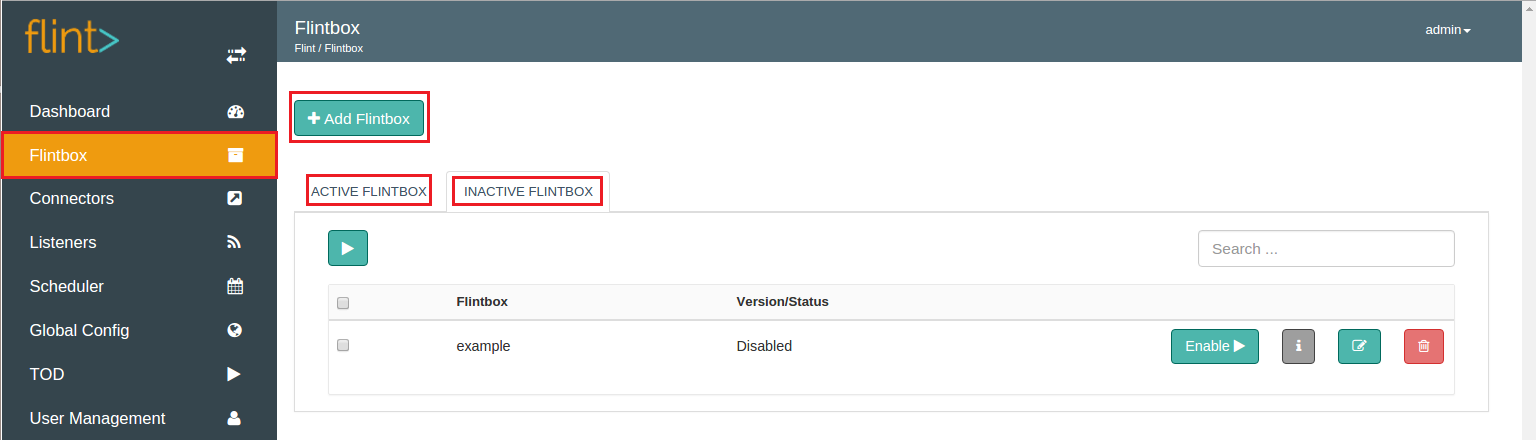 flint>
Flintbox
Flint / Flintbox
admin
Dashboard
Flintbox
Connectors
Listeners
Scheduler
Global Config
TOD
User Management
Add Flintbox
ACTIVE FLINTBOX
INACTIVE FLINTBOX
Search ...
Flintbox Version/Status
example Disabled Enable